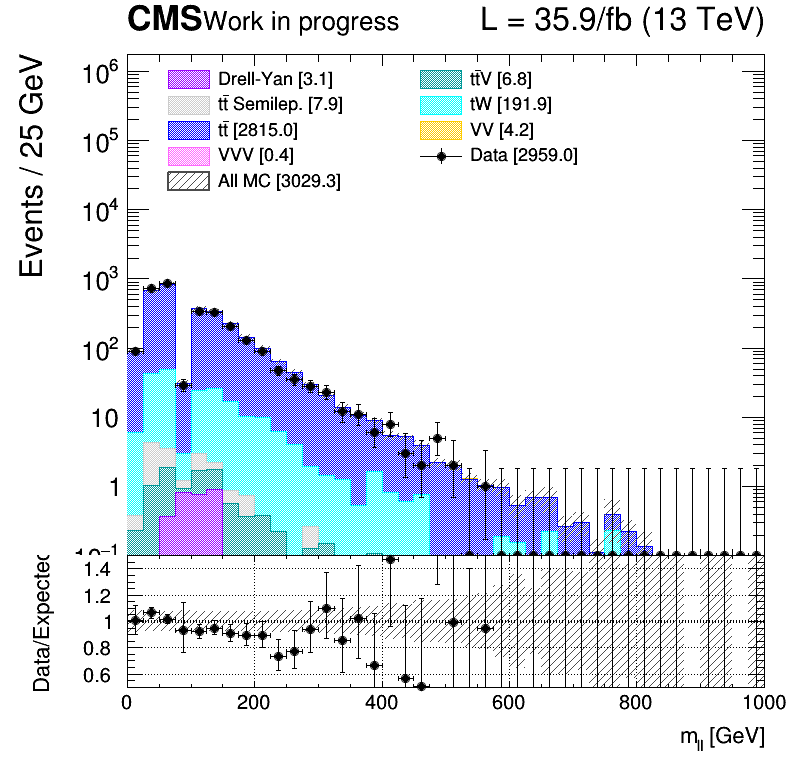 CMS Work in progress L = 35.9/fb (13 TeV)
Events / 25 GeV
10⁶
10⁵
10⁴
10³
10²
10
1
10⁻¹
Drell-Yan [3.1]
tt̄ Semilep. [7.9]
tt̄ [2815.0]
VVV [0.4]
All MC [3029.3]
tt̄V [6.8]
tW [191.9]
VV [4.2]
Data [2959.0]
Data/Expected
1.4
1.2
1
0.8
0.6
0 200 400 600 800 1000
m_ll [GeV]